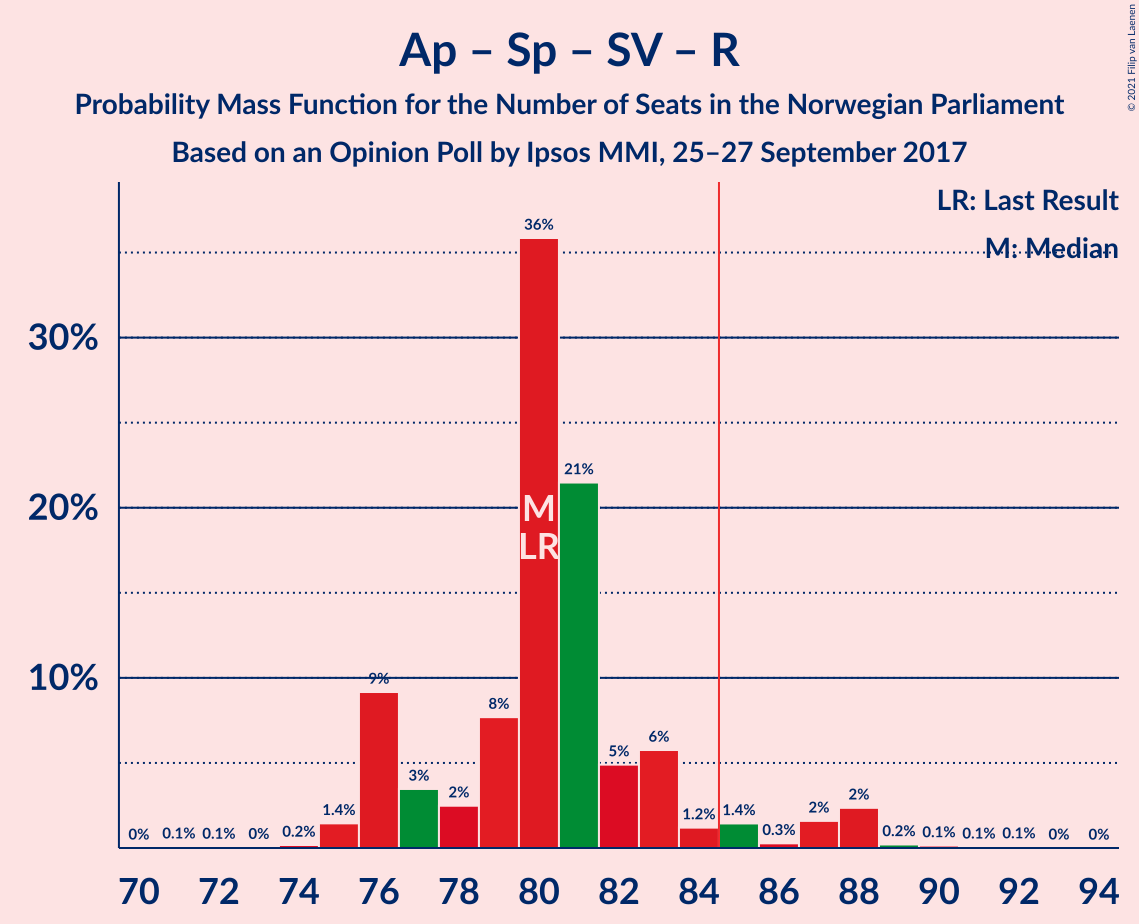 Ap – Sp – SV – R
Probability Mass Function for the Number of Seats in the Norwegian Parliament
Based on an Opinion Poll by Ipsos MMI, 25–27 September 2017
© 2021 Filip van Laenen
LR: Last Result
M: Median
30%
20%
10%
0% 0.1% 0.1% 0% 0.2% 1.4% 9% 3% 2% 8% 36% 21% 5% 6% 1.2% 1.4% 0.3% 2% 2% 0.2% 0.1% 0.1% 0.1% 0% 0%
M
LR
70 72 74 76 78 80 82 84 86 88 90 92 94